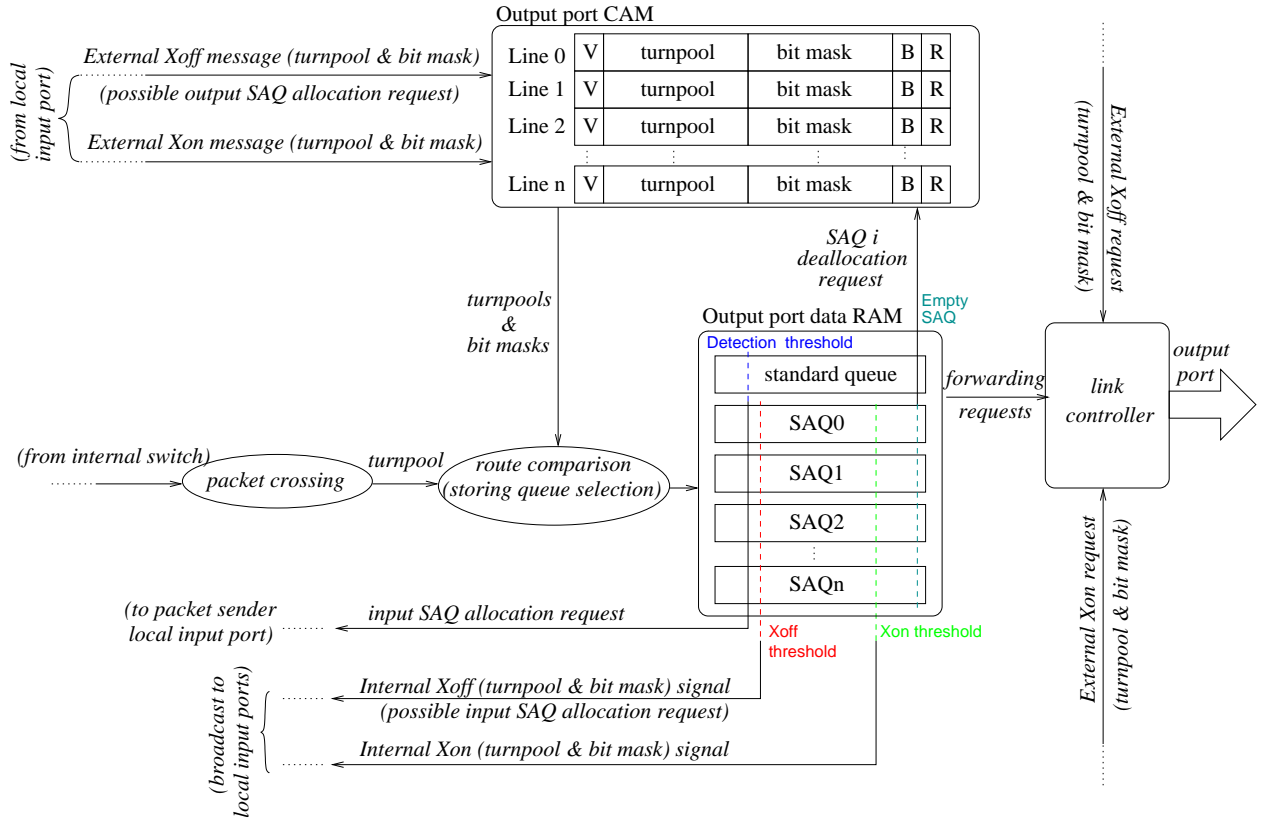 Output port CAM
External Xoff message (turnpool & bit mask)
(possible output SAQ allocation request)
External Xon message (turnpool & bit mask)
(from local
input port)
Line 0 V turnpool bit mask B R
Line 1 V turnpool bit mask B R
Line 2 V turnpool bit mask B R
Line n V turnpool bit mask B R
SAQ i
deallocation
request
turnpools
&
bit masks
Empty
SAQ
Output port data RAM
Detection threshold
standard queue
SAQ0
SAQ1
SAQ2
SAQn
forwarding
requests
External Xoff request
(turnpool & bit mask)
link
controller
output
port
External Xon request
(turnpool & bit mask)
(from internal switch)
packet crossing
turnpool
route comparison
(storing queue selection)
(to packet sender
local input port)
input SAQ allocation request
Xoff
threshold
Xon threshold
Internal Xoff (turnpool & bit mask) signal
(possible input SAQ allocation request)
Internal Xon (turnpool & bit mask) signal
(broadcast to
local input ports)